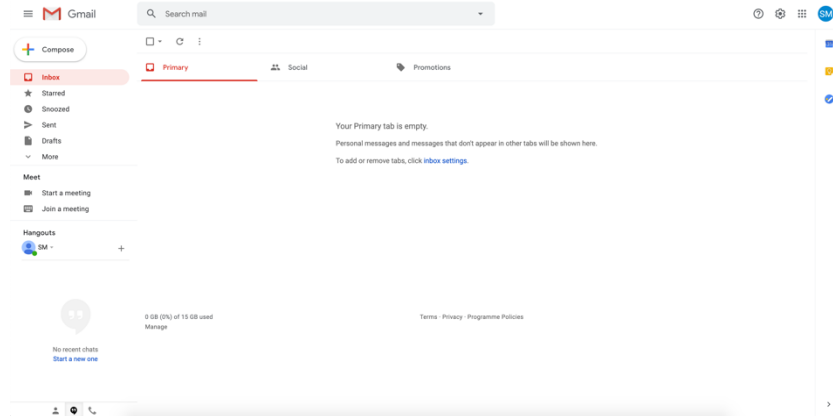 Gmail
Search mail
SM
Compose
Inbox
Starred
Snoozed
Sent
Drafts
More
Meet
Start a meeting
Join a meeting
Hangouts
SM
No recent chats
Start a new one
Primary
Social
Promotions
Your Primary tab is empty.
Personal messages and messages that don't appear in other tabs will be shown here.
To add or remove tabs, click inbox settings.
0 GB (0%) of 15 GB used
Manage
Terms · Privacy · Programme Policies